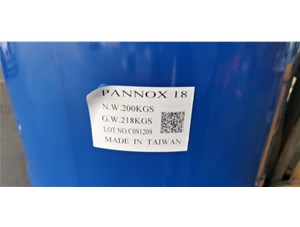 PANNOX 18
N.W.200KGS
G.W.218KGS
LOT NO.C091209
MADE IN TAIWAN